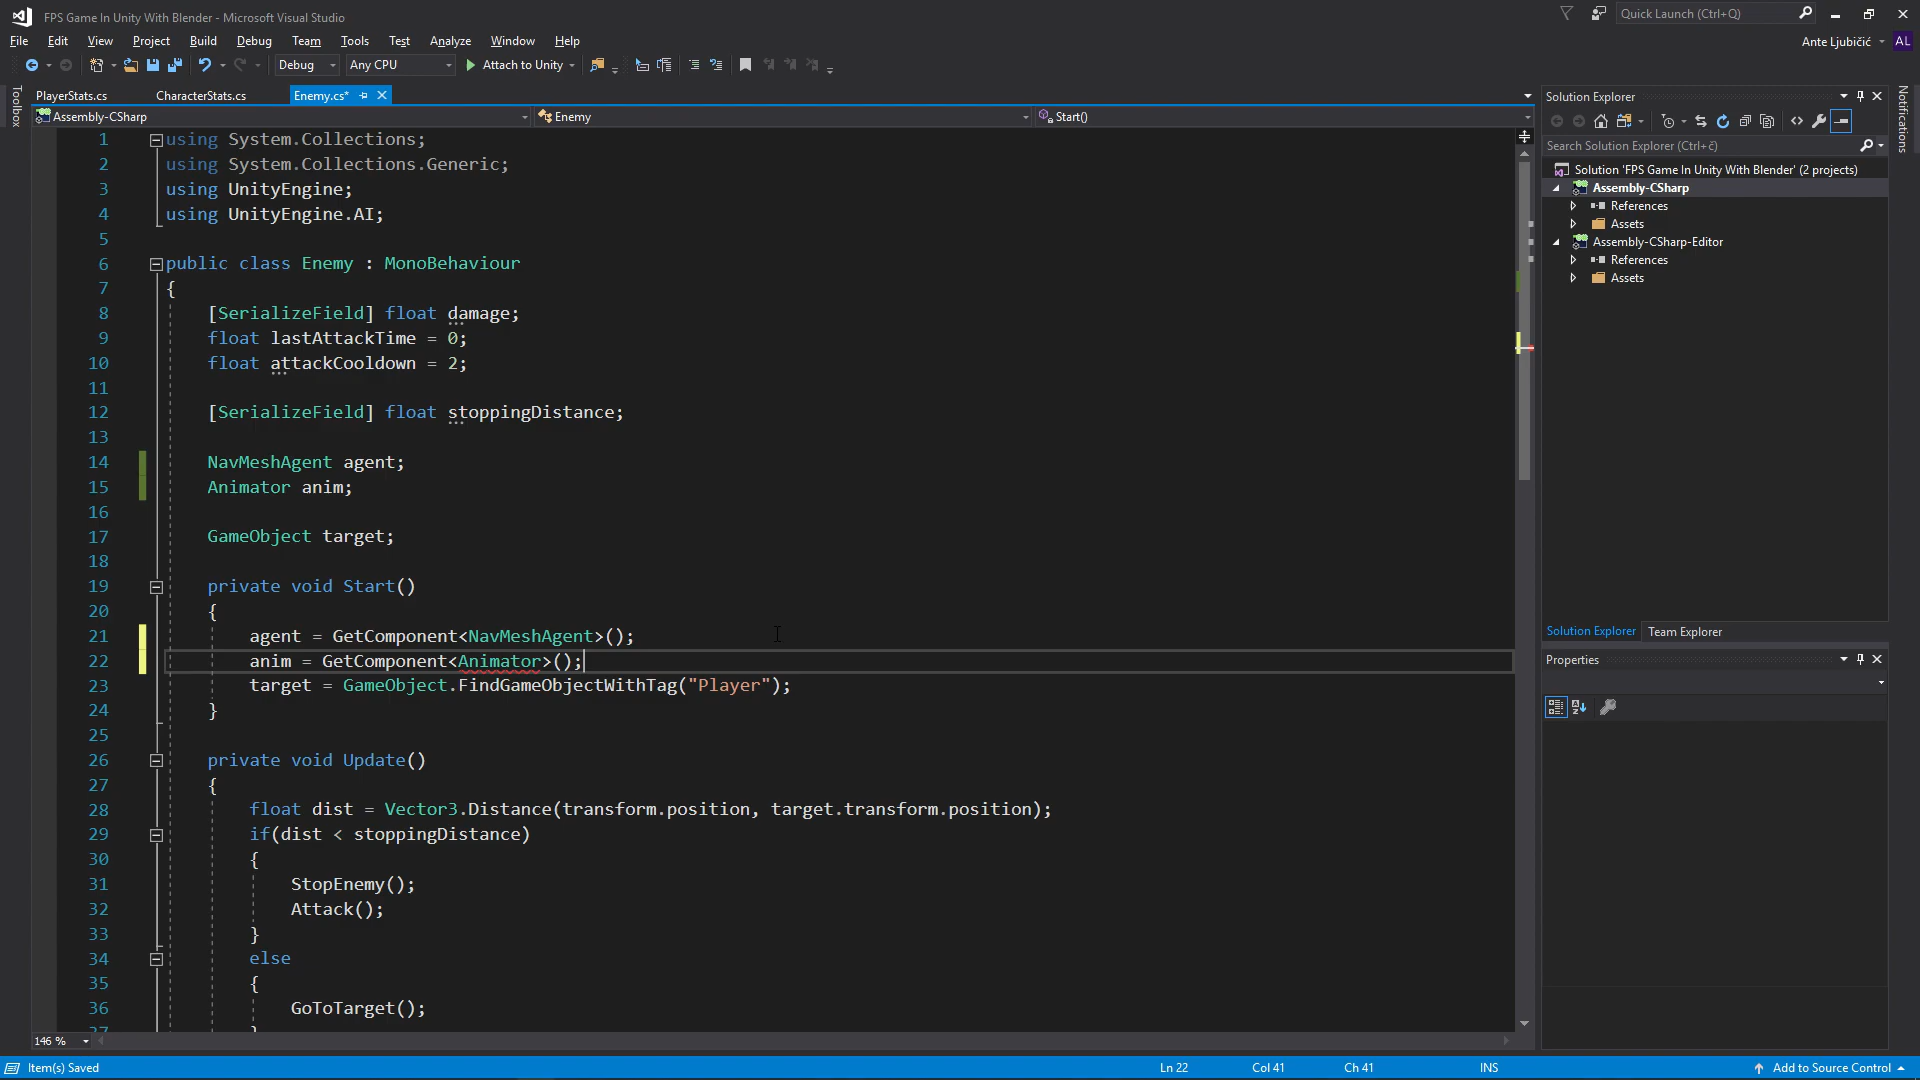 FPS Game In Unity With Blender - Microsoft Visual Studio
Quick Launch (Ctrl+Q)
File Edit View Project Build Debug Team Tools Test Analyze Window Help
Ante Ljubičić AL
Debug Any CPU Attach to Unity
Toolbox
PlayerStats.cs CharacterStats.cs Enemy.cs*
Assembly-CSharp Enemy Start()
1 using System.Collections;
2 using System.Collections.Generic;
3 using UnityEngine;
4 using UnityEngine.AI;
5
6 public class Enemy : MonoBehaviour
7 {
8 [SerializeField] float damage;
9 float lastAttackTime = 0;
10 float attackCooldown = 2;
11
12 [SerializeField] float stoppingDistance;
13
14 NavMeshAgent agent;
15 Animator anim;
16
17 GameObject target;
18
19 private void Start()
20 {
21 agent = GetComponent<NavMeshAgent>();
22 anim = GetComponent<Animator>();
23 target = GameObject.FindGameObjectWithTag("Player");
24 }
25
26 private void Update()
27 {
28 float dist = Vector3.Distance(transform.position, target.transform.position);
29 if(dist < stoppingDistance)
30 {
31 StopEnemy();
32 Attack();
33 }
34 else
35 {
36 GoToTarget();
37 }
146 %
Solution Explorer
Search Solution Explorer (Ctrl+č)
Solution 'FPS Game In Unity With Blender' (2 projects)
Assembly-CSharp
References
Assets
Assembly-CSharp-Editor
References
Assets
Solution Explorer Team Explorer
Properties
Notifications
Item(s) Saved Ln 22 Col 41 Ch 41 INS Add to Source Control